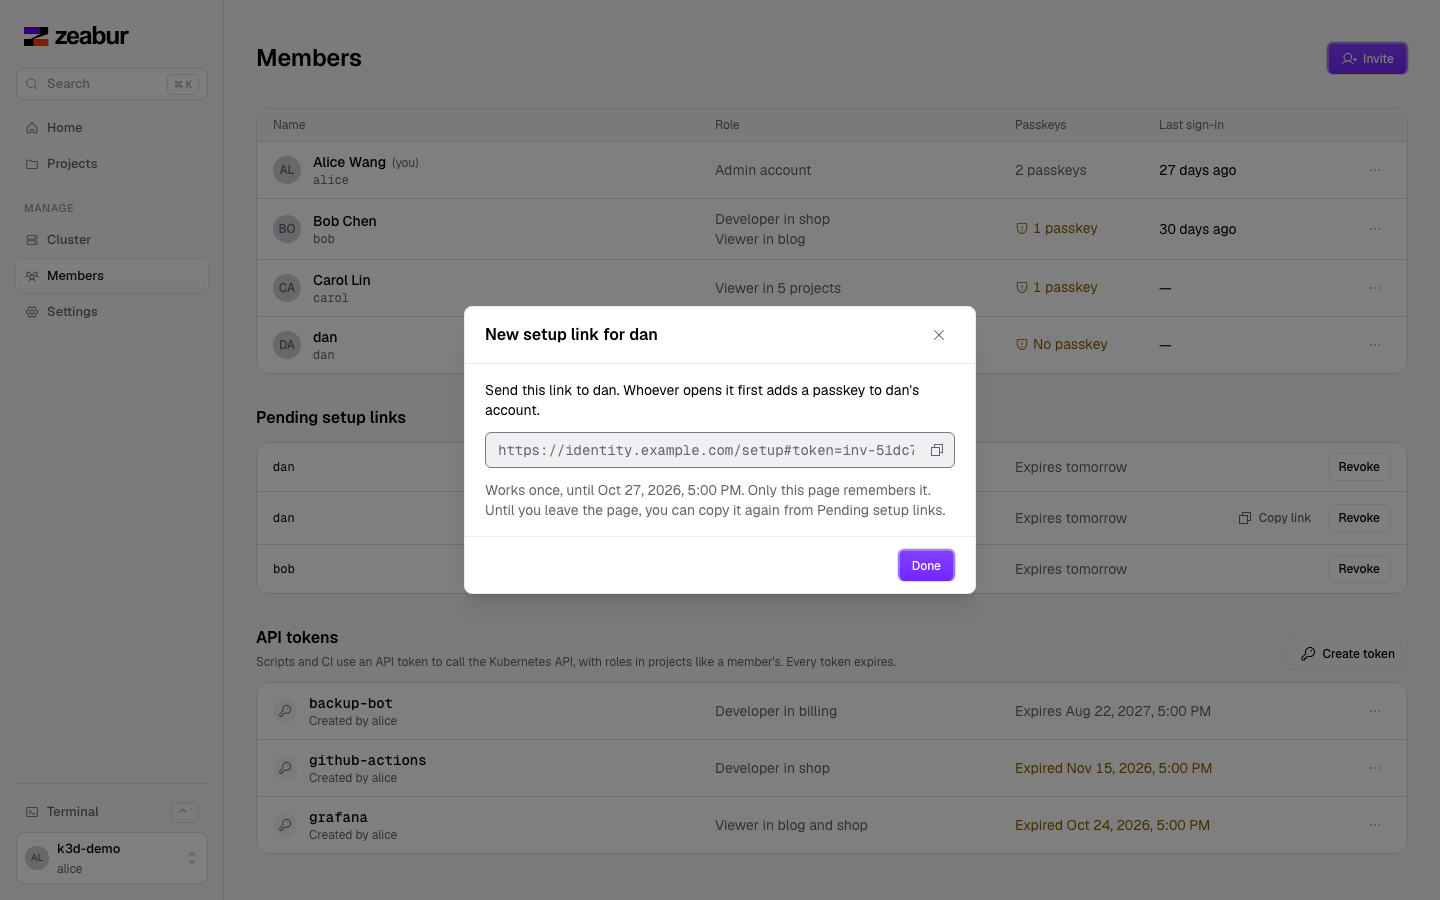 zeabur
Search
⌘ K
Home
Projects
MANAGE
Cluster
Members
Settings
Terminal
AL
k3d-demo
alice
Members
Invite
Name
Role
Passkeys
Last sign-in
AL
Alice Wang (you)
alice
Admin account
2 passkeys
27 days ago
BO
Bob Chen
bob
Developer in shop
Viewer in blog
1 passkey
30 days ago
CA
Carol Lin
carol
Viewer in 5 projects
1 passkey
—
DA
dan
dan
No passkey
—
New setup link for dan
Send this link to dan. Whoever opens it first adds a passkey to dan's
account.
https://identity.example.com/setup#token=inv-51dc7
Works once, until Oct 27, 2026, 5:00 PM. Only this page remembers it.
Until you leave the page, you can copy it again from Pending setup links.
Done
Pending setup links
dan
Expires tomorrow
Revoke
dan
Expires tomorrow
Copy link
Revoke
bob
Expires tomorrow
Revoke
API tokens
Scripts and CI use an API token to call the Kubernetes API, with roles in projects like a member's. Every token expires.
Create token
backup-bot
Created by alice
Developer in billing
Expires Aug 22, 2027, 5:00 PM
github-actions
Created by alice
Developer in shop
Expired Nov 15, 2026, 5:00 PM
grafana
Created by alice
Viewer in blog and shop
Expired Oct 24, 2026, 5:00 PM